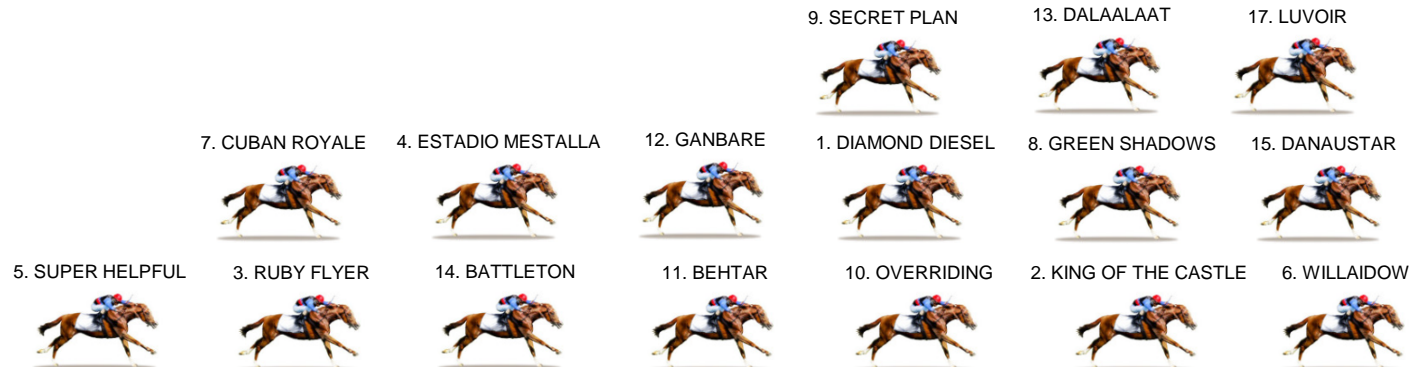 9. SECRET PLAN
13. DALAALAAT
17. LUVOIR
7. CUBAN ROYALE
4. ESTADIO MESTALLA
12. GANBARE
1. DIAMOND DIESEL
8. GREEN SHADOWS
15. DANAUSTAR
5. SUPER HELPFUL
3. RUBY FLYER
14. BATTLETON
11. BEHTAR
10. OVERRIDING
2. KING OF THE CASTLE
6. WILLAIDOW